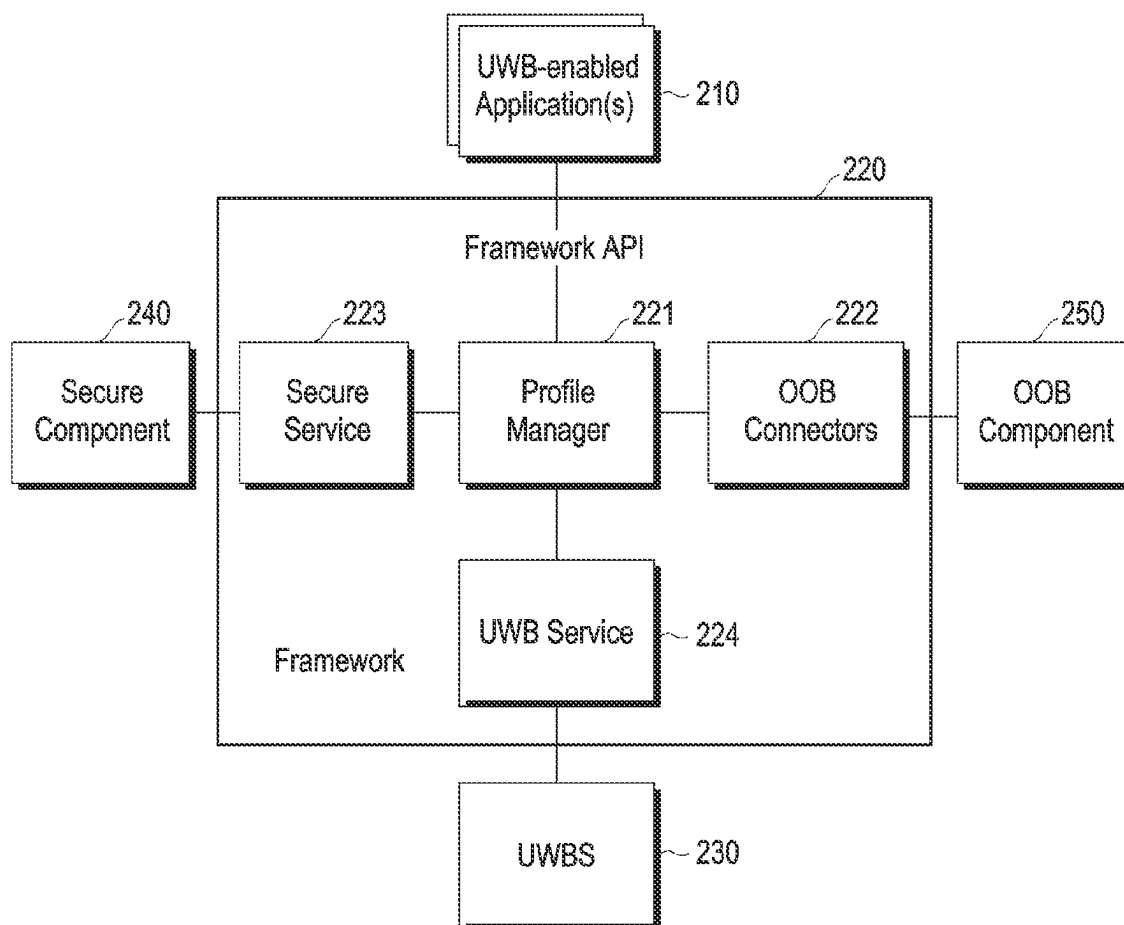 UWB-enabled
Application(s)
210
220
Framework API
240
223
221
222
250
Secure
Component
Secure
Service
Profile
Manager
OOB
Connectors
OOB
Component
UWB Service
224
Framework
UWBS
230